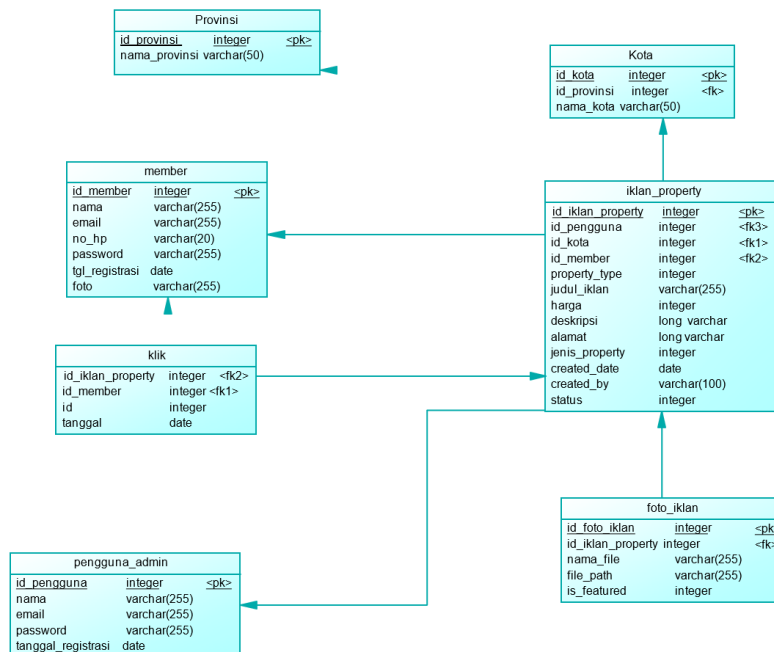 Provinsi
id_provinsi integer <pk>
nama_provinsi varchar(50)
Kota
id_kota integer <pk>
id_provinsi integer <fk>
nama_kota varchar(50)
member
id_member integer <pk>
nama varchar(255)
email varchar(255)
no_hp varchar(20)
password varchar(255)
tgl_registrasi date
foto varchar(255)
iklan_property
id_iklan_property integer <pk>
id_pengguna integer <fk3>
id_kota integer <fk1>
id_member integer <fk2>
property_type integer
judul_iklan varchar(255)
harga integer
deskripsi long varchar
alamat long varchar
jenis_property integer
created_date date
created_by varchar(100)
status integer
klik
id_iklan_property integer <fk2>
id_member integer <fk1>
id integer
tanggal date
foto_iklan
id_foto_iklan integer <pk
id_iklan_property integer <fk
nama_file varchar(255)
file_path varchar(255)
is_featured integer
pengguna_admin
id_pengguna integer <pk>
nama varchar(255)
email varchar(255)
password varchar(255)
tanggal_registrasi date